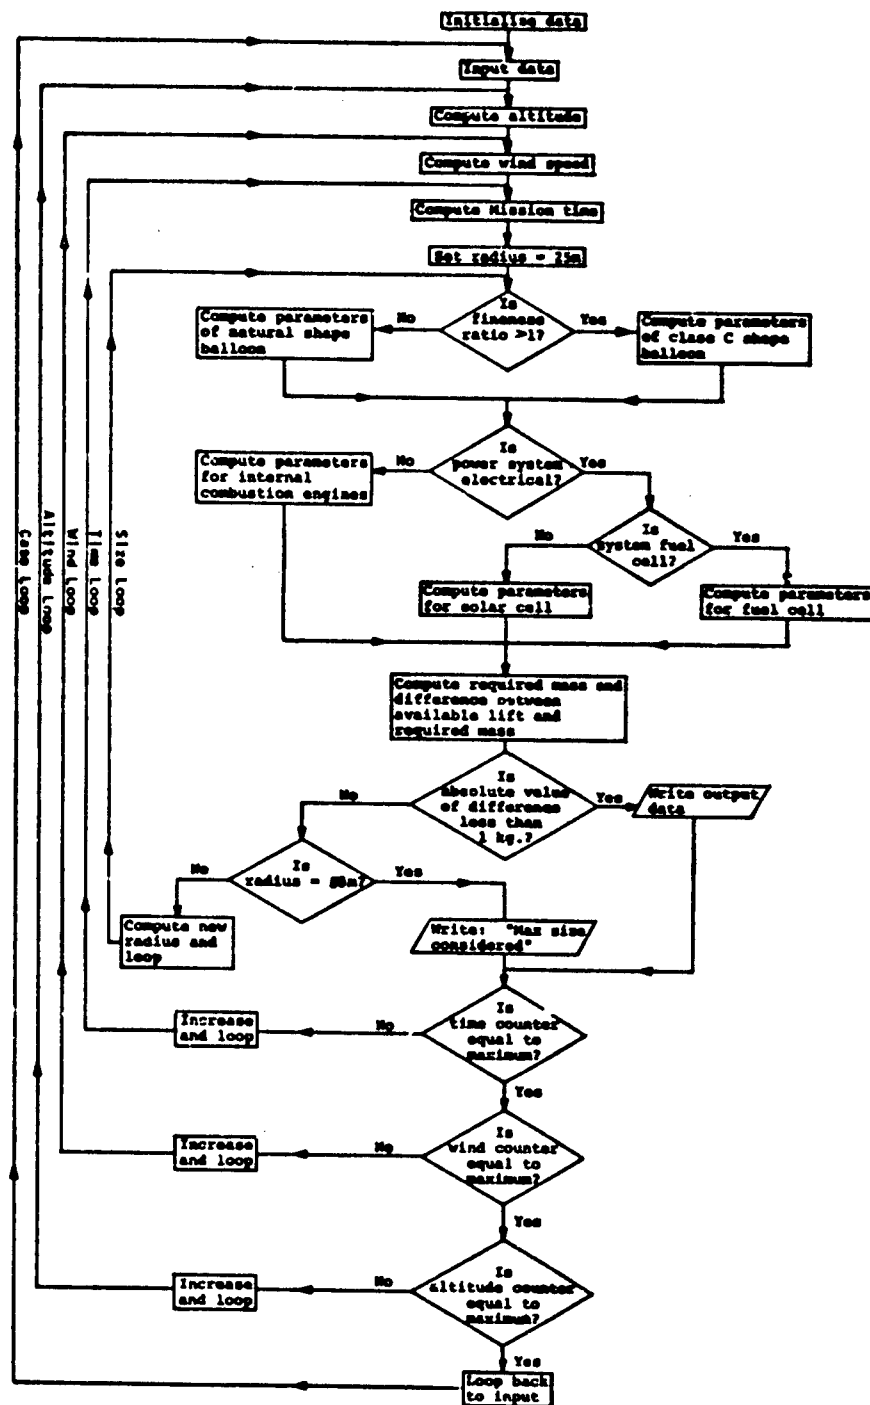 Initialise data
Input data
Compute altitude
Compute wind speed
Compute Mission time
Set radius = 25m
Is
fineness
ratio >1?
No
Yes
Compute parameters
of natural shape
balloon
Compute parameters
of class C shape
balloon
Is
power system
electrical?
No
Yes
Compute parameters
for internal
combustion engines
Is
system fuel
cell?
No
Yes
Compute parameters
for solar cell
Compute parameters
for fuel cell
Compute required mass and
difference between
available lift and
required mass
Is
absolute value
of difference
less than
1 kg.?
No
Yes
Write output
data
Is
radius =
No
Yes
Compute new
radius and
loop
Write: "Max size
considered"
Is
time counter
equal to
maximum?
No
Increase
and loop
Yes
Is
wind counter
equal to
maximum?
No
Increase
and loop
Yes
Is
altitude counter
equal to
maximum?
No
Increase
and loop
Yes
Loop back
to input
Size Loop
Time Loop
Wind Loop
Altitude Loop
Case Loop